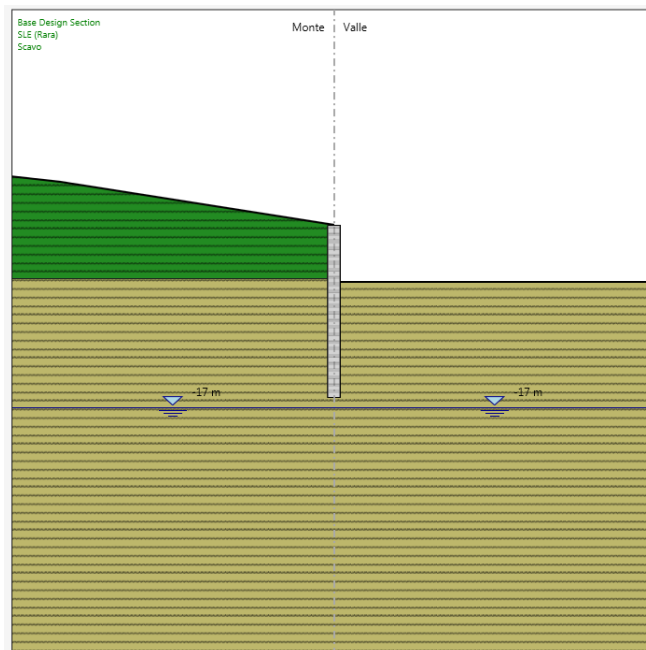 Base Design Section
SLE (Rara)
Scavo
Monte
Valle
-17 m
-17 m